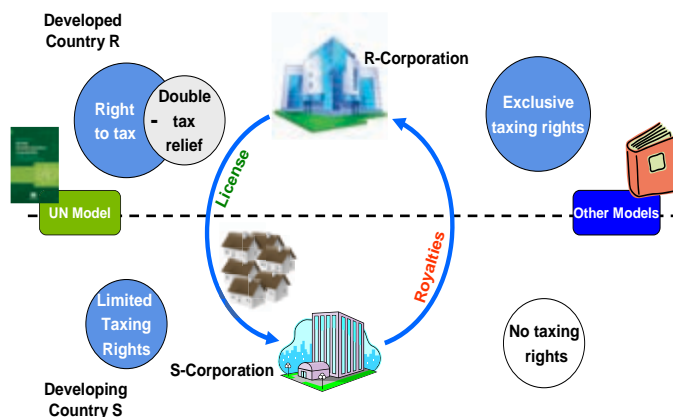 Developed
Country R
R-Corporation
Right
to tax
-
Double
tax
relief
Exclusive
taxing rights
License
UN Model
Other Models
Royalties
Limited
Taxing
Rights
S-Corporation
No taxing
rights
Developing
Country S